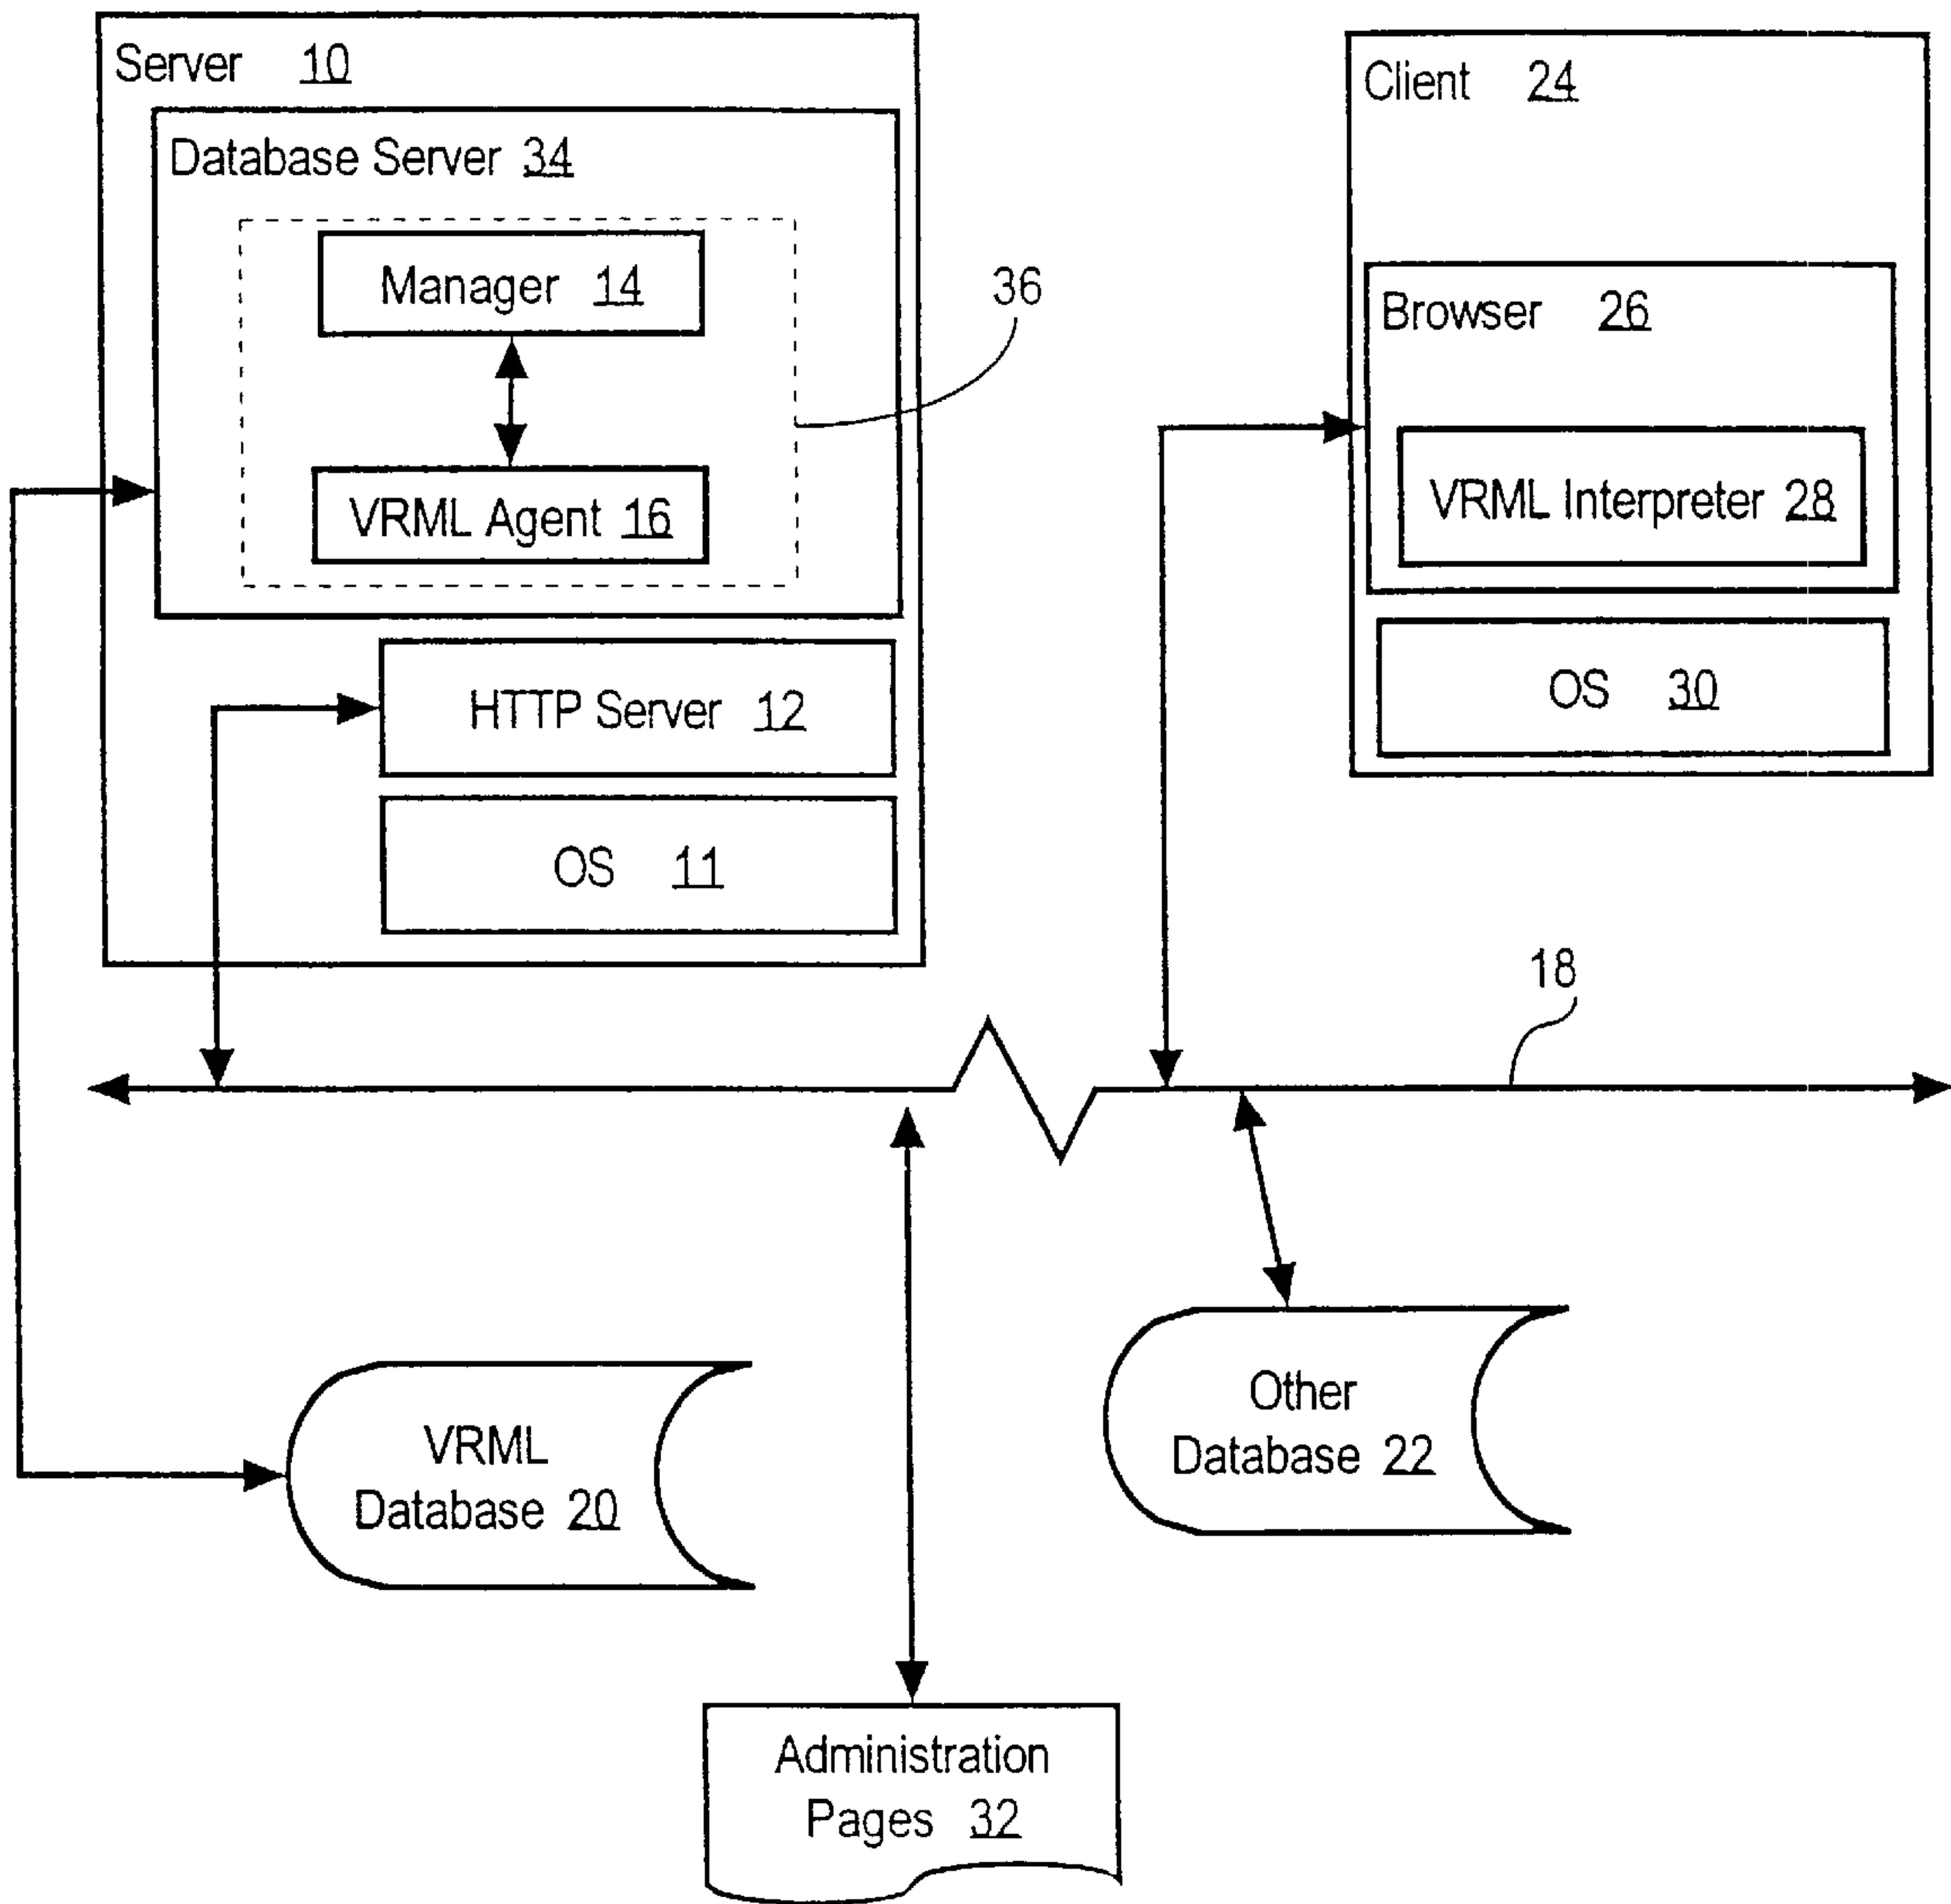 Server 10
Database Server 34
Manager 14
36
VRML Agent 16
HTTP Server 12
OS 11
Client 24
Browser 26
VRML Interpreter 28
OS 30
18
VRML
Database 20
Other
Database 22
Administration
Pages 32